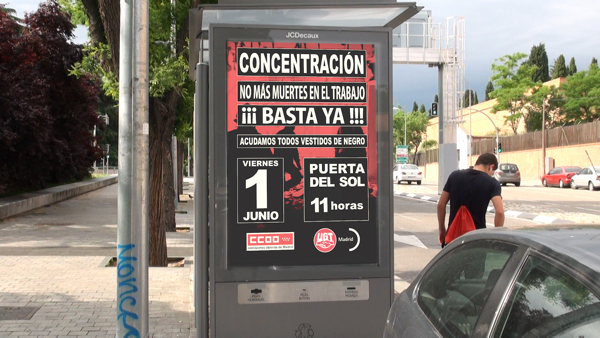 JCDecaux
CONCENTRACIÓN
NO MÁS MUERTES EN EL TRABAJO
¡¡¡ BASTA YA !!!
ACUDAMOS TODOS VESTIDOS DE NEGRO
VIERNES
1
JUNIO
PUERTA
DEL SOL
11 horas
CCOO
UGT Madrid